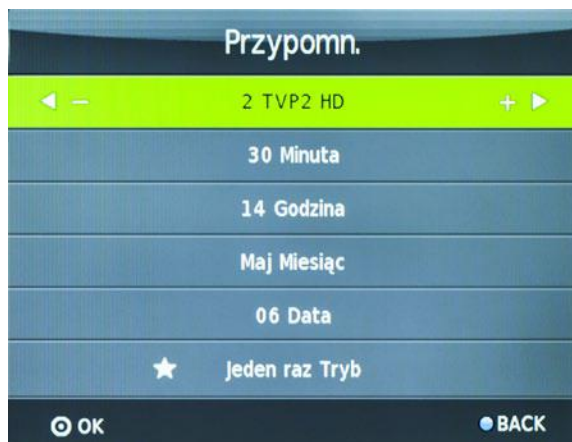 Przypomn.
− 2 TVP2 HD +
30 Minuta
14 Godzina
Maj Miesiąc
06 Data
Jeden raz Tryb
OK BACK